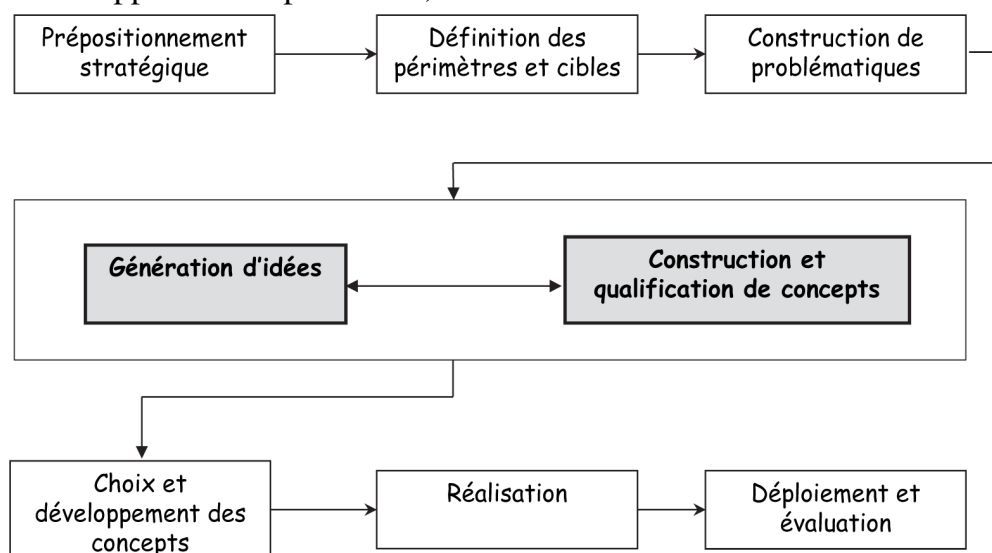 Prépositionnement
stratégique
Définition des
périmètres et cibles
Construction de
problématiques
Génération d'idées
Construction et
qualification de concepts
Choix et
développement des
concepts
Réalisation
Déploiement et
évaluation